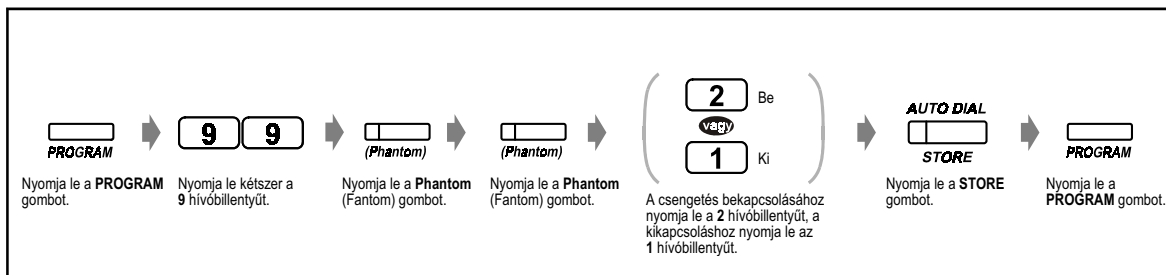 PROGRAM
Nyomja le a PROGRAM
gombot.
9 9
Nyomja le kétszer a
9 hívóbillentyűt.
(Phantom)
Nyomja le a Phantom
(Fantom) gombot.
(Phantom)
Nyomja le a Phantom
(Fantom) gombot.
2 Be
vagy
1 Ki
A csengetés bekapcsolásához
nyomja le a 2 hívóbillentyűt, a
kikapcsoláshoz nyomja le az
1 hívóbillentyűt.
AUTO DIAL
STORE
Nyomja le a STORE
gombot.
PROGRAM
Nyomja le a
PROGRAM gombot.